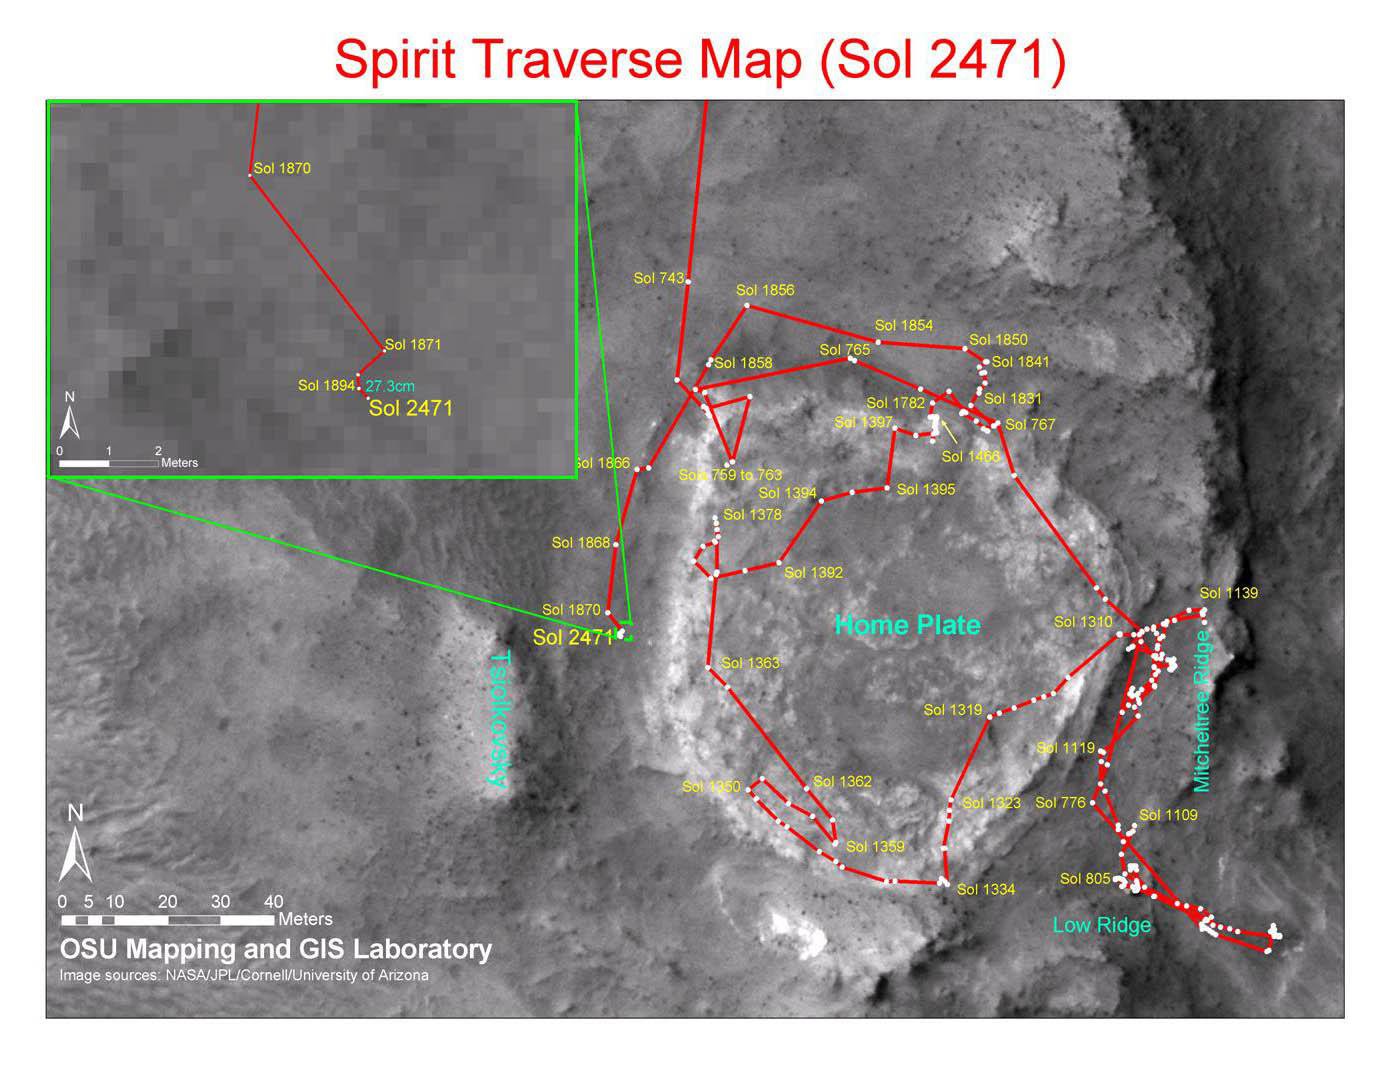 Spirit Traverse Map (Sol 2471)
Sol 1870
Sol 1871
Sol 1894
27.3cm
Sol 2471
N
0 1 2
Meters
Sol 743
Sol 1856
Sol 1854
Sol 1850
Sol 765
Sol 1841
Sol 1858
Sol 1831
Sol 1782
Sol 1397
Sol 767
Sol 1466
Sol 1866
Sols 759 to 763
Sol 1394
Sol 1395
Sol 1378
Sol 1868
Sol 1392
Sol 1139
Sol 1870
Sol 1310
Home Plate
Sol 2471
Sol 1363
Tsiolkovsky
Mitcheltree Ridge
Sol 1319
Sol 1119
Sol 1350
Sol 1362
Sol 1323
Sol 776
Sol 1109
Sol 1359
Sol 1334
Sol 805
Low Ridge
N
0 5 10 20 30 40
Meters
OSU Mapping and GIS Laboratory
Image sources: NASA/JPL/Cornell/University of Arizona